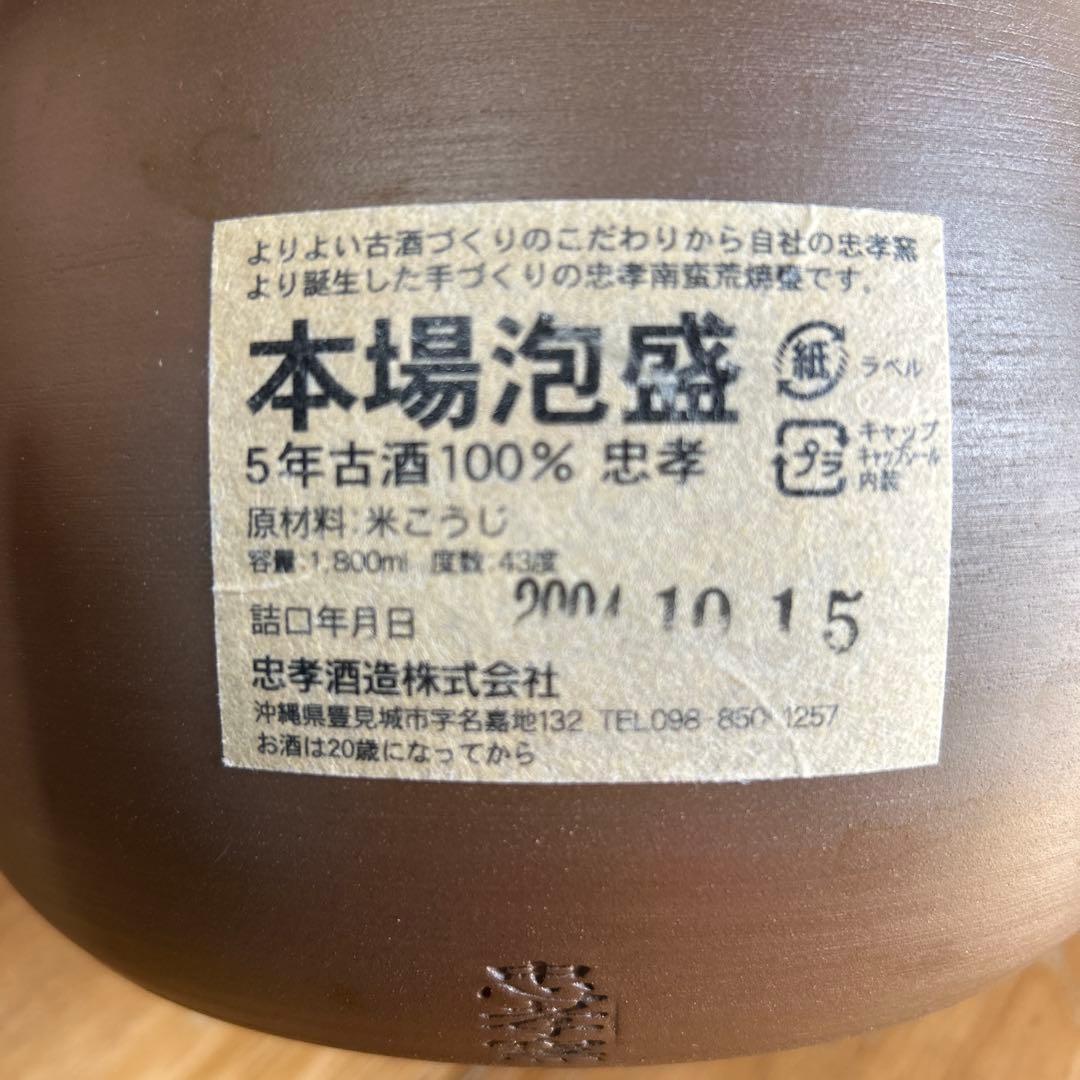 よりよい古酒づくりのこだわりから自社の忠孝窯
より誕生した手づくりの忠孝南蛮荒焼甕です。
本場泡盛
紙 ラベル
5年古酒100% 忠孝
プラ キャップ
キャップシール
内装
原材料:米こうじ
容量:1,800ml 度数:43度
詰口年月日 2004.10.15
忠孝酒造株式会社
沖縄県豊見城市字名嘉地132 TEL098-850-1257
お酒は20歳になってから
忠孝